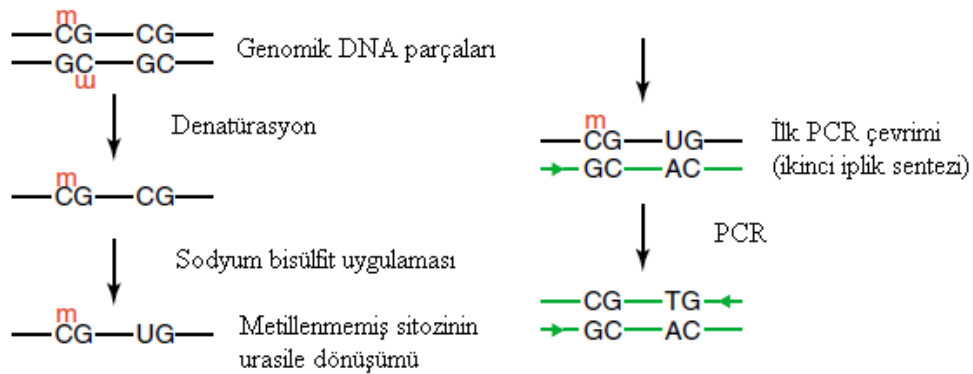 m
CG CG
GC GC
m
Genomik DNA parçaları
Denatürasyon
m
CG CG
Sodyum bisülfit uygulaması
m
CG UG
Metillenmemiş sitozinin
urasile dönüşümü
m
CG UG
GC AC
İlk PCR çevrimi
(ikinci iplik sentezi)
PCR
CG TG
GC AC